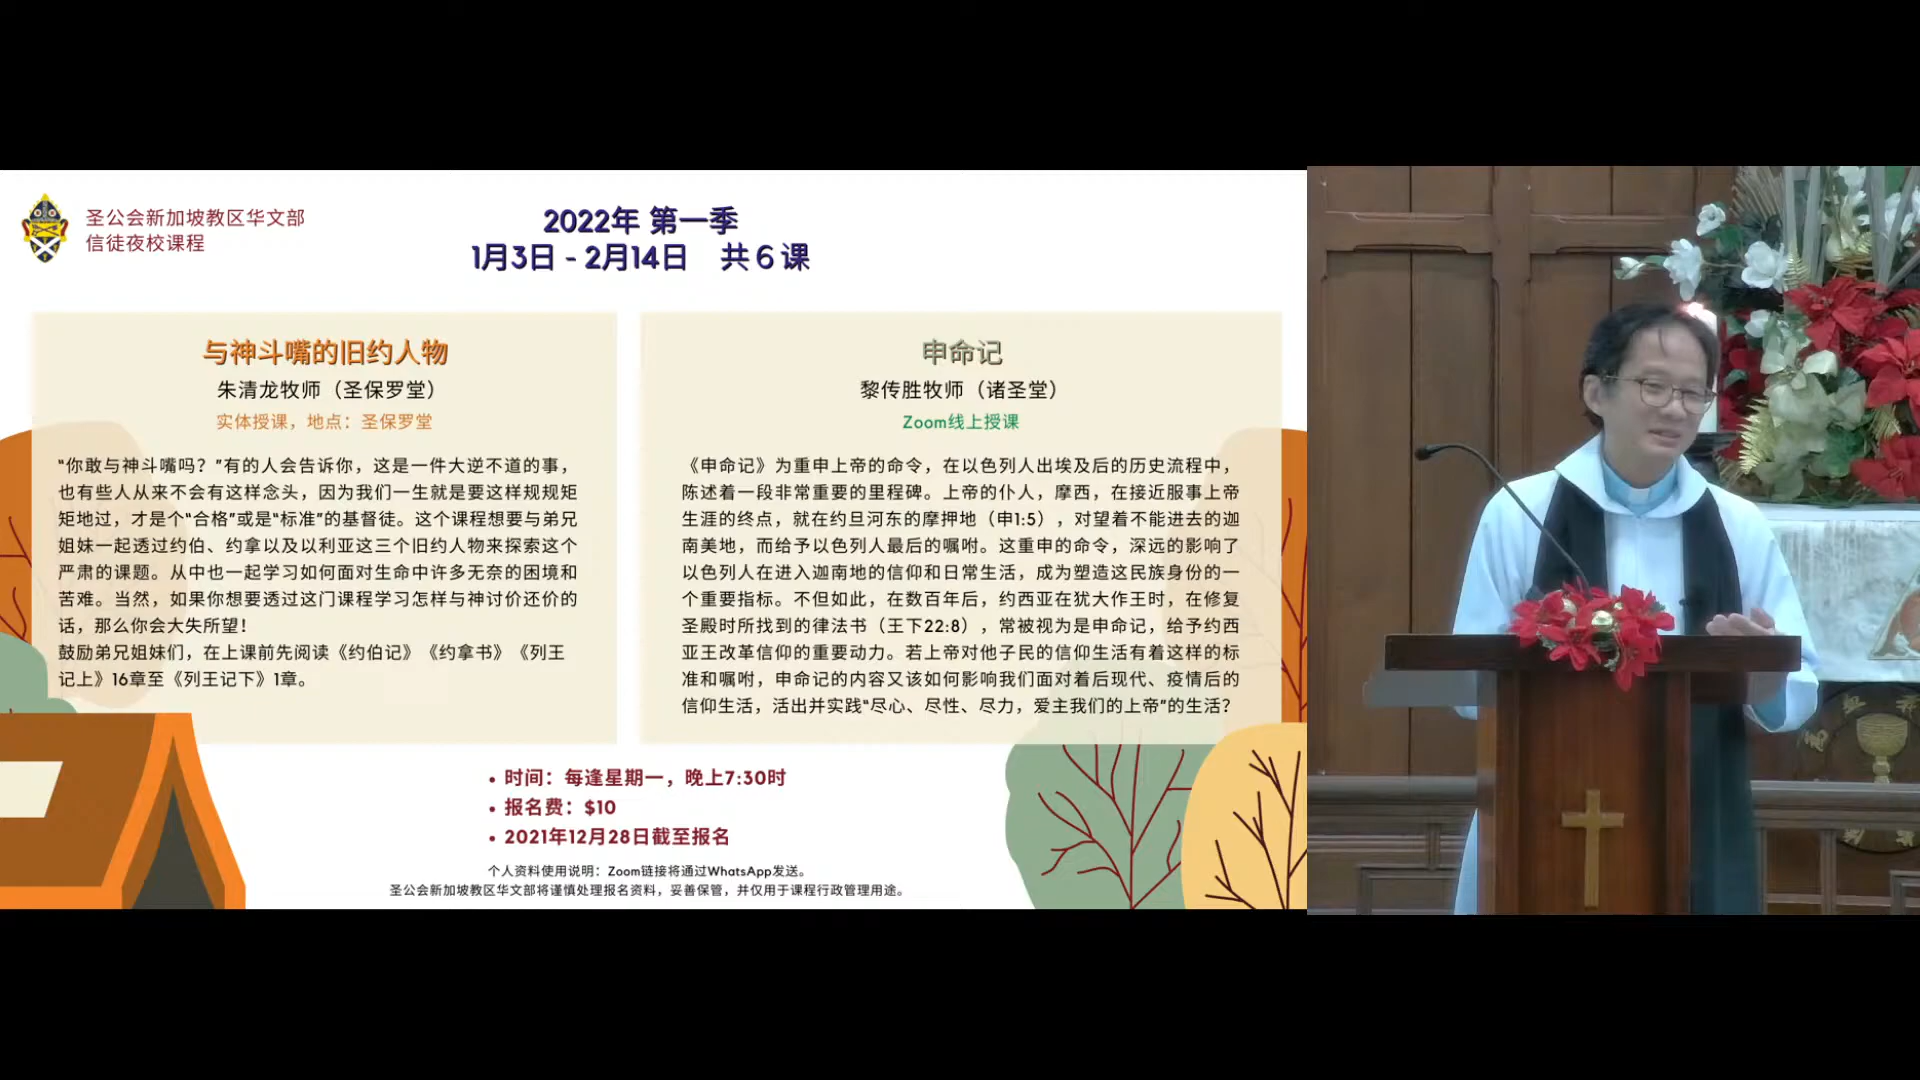 圣公会新加坡教区华文部
信徒夜校课程
2022年 第一季
1月3日 - 2月14日 共６课
与神斗嘴的旧约人物
朱清龙牧师（圣保罗堂）
实体授课，地点：圣保罗堂
“你敢与神斗嘴吗？”有的人会告诉你，这是一件大逆不道的事，
也有些人从来不会有这样念头，因为我们一生就是要这样规规矩
矩地过，才是个“合格”或是“标准”的基督徒。这个课程想要与弟兄
姐妹一起透过约伯、约拿以及以利亚这三个旧约人物来探索这个
严肃的课题。从中也一起学习如何面对生命中许多无奈的困境和
苦难。当然，如果你想要透过这门课程学习怎样与神讨价还价的
话，那么你会大失所望！
鼓励弟兄姐妹们，在上课前先阅读《约伯记》《约拿书》《列王
记上》16章至《列王记下》1章。
申命记
黎传胜牧师（诸圣堂）
Zoom线上授课
《申命记》为重申上帝的命令，在以色列人出埃及后的历史流程中，
陈述着一段非常重要的里程碑。上帝的仆人，摩西，在接近服事上帝
生涯的终点，就在约旦河东的摩押地（申1:5），对望着不能进去的迦
南美地，而给予以色列人最后的嘱咐。这重申的命令，深远的影响了
以色列人在进入迦南地的信仰和日常生活，成为塑造这民族身份的一
个重要指标。不但如此，在数百年后，约西亚在犹大作王时，在修复
圣殿时所找到的律法书（王下22:8），常被视为是申命记，给予约西
亚王改革信仰的重要动力。若上帝对他子民的信仰生活有着这样的标
准和嘱咐，申命记的内容又该如何影响我们面对着后现代、疫情后的
信仰生活，活出并实践“尽心、尽性、尽力，爱主我们的上帝”的生活？
• 时间：每逢星期一，晚上7:30时
• 报名费：$10
• 2021年12月28日截至报名
个人资料使用说明：Zoom链接将通过WhatsApp发送。
圣公会新加坡教区华文部将谨慎处理报名资料，妥善保管，并仅用于课程行政管理用途。